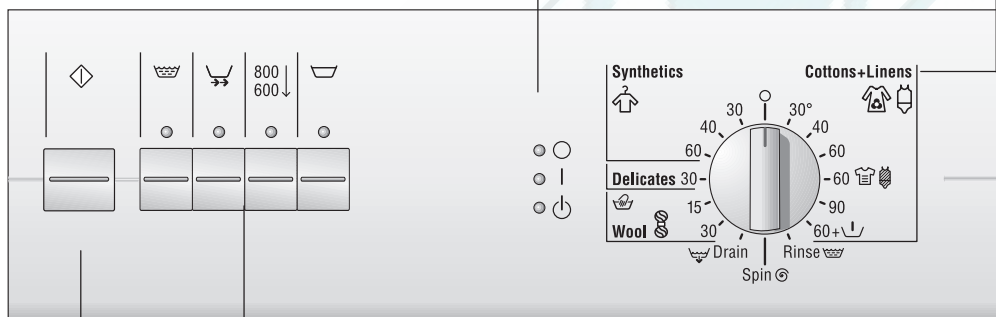 800
600
Synthetics
Cottons+Linens
30
30°
40
40
60
60
Delicates 30
60
15
90
Wool
30
60+
Drain
Rinse
Spin